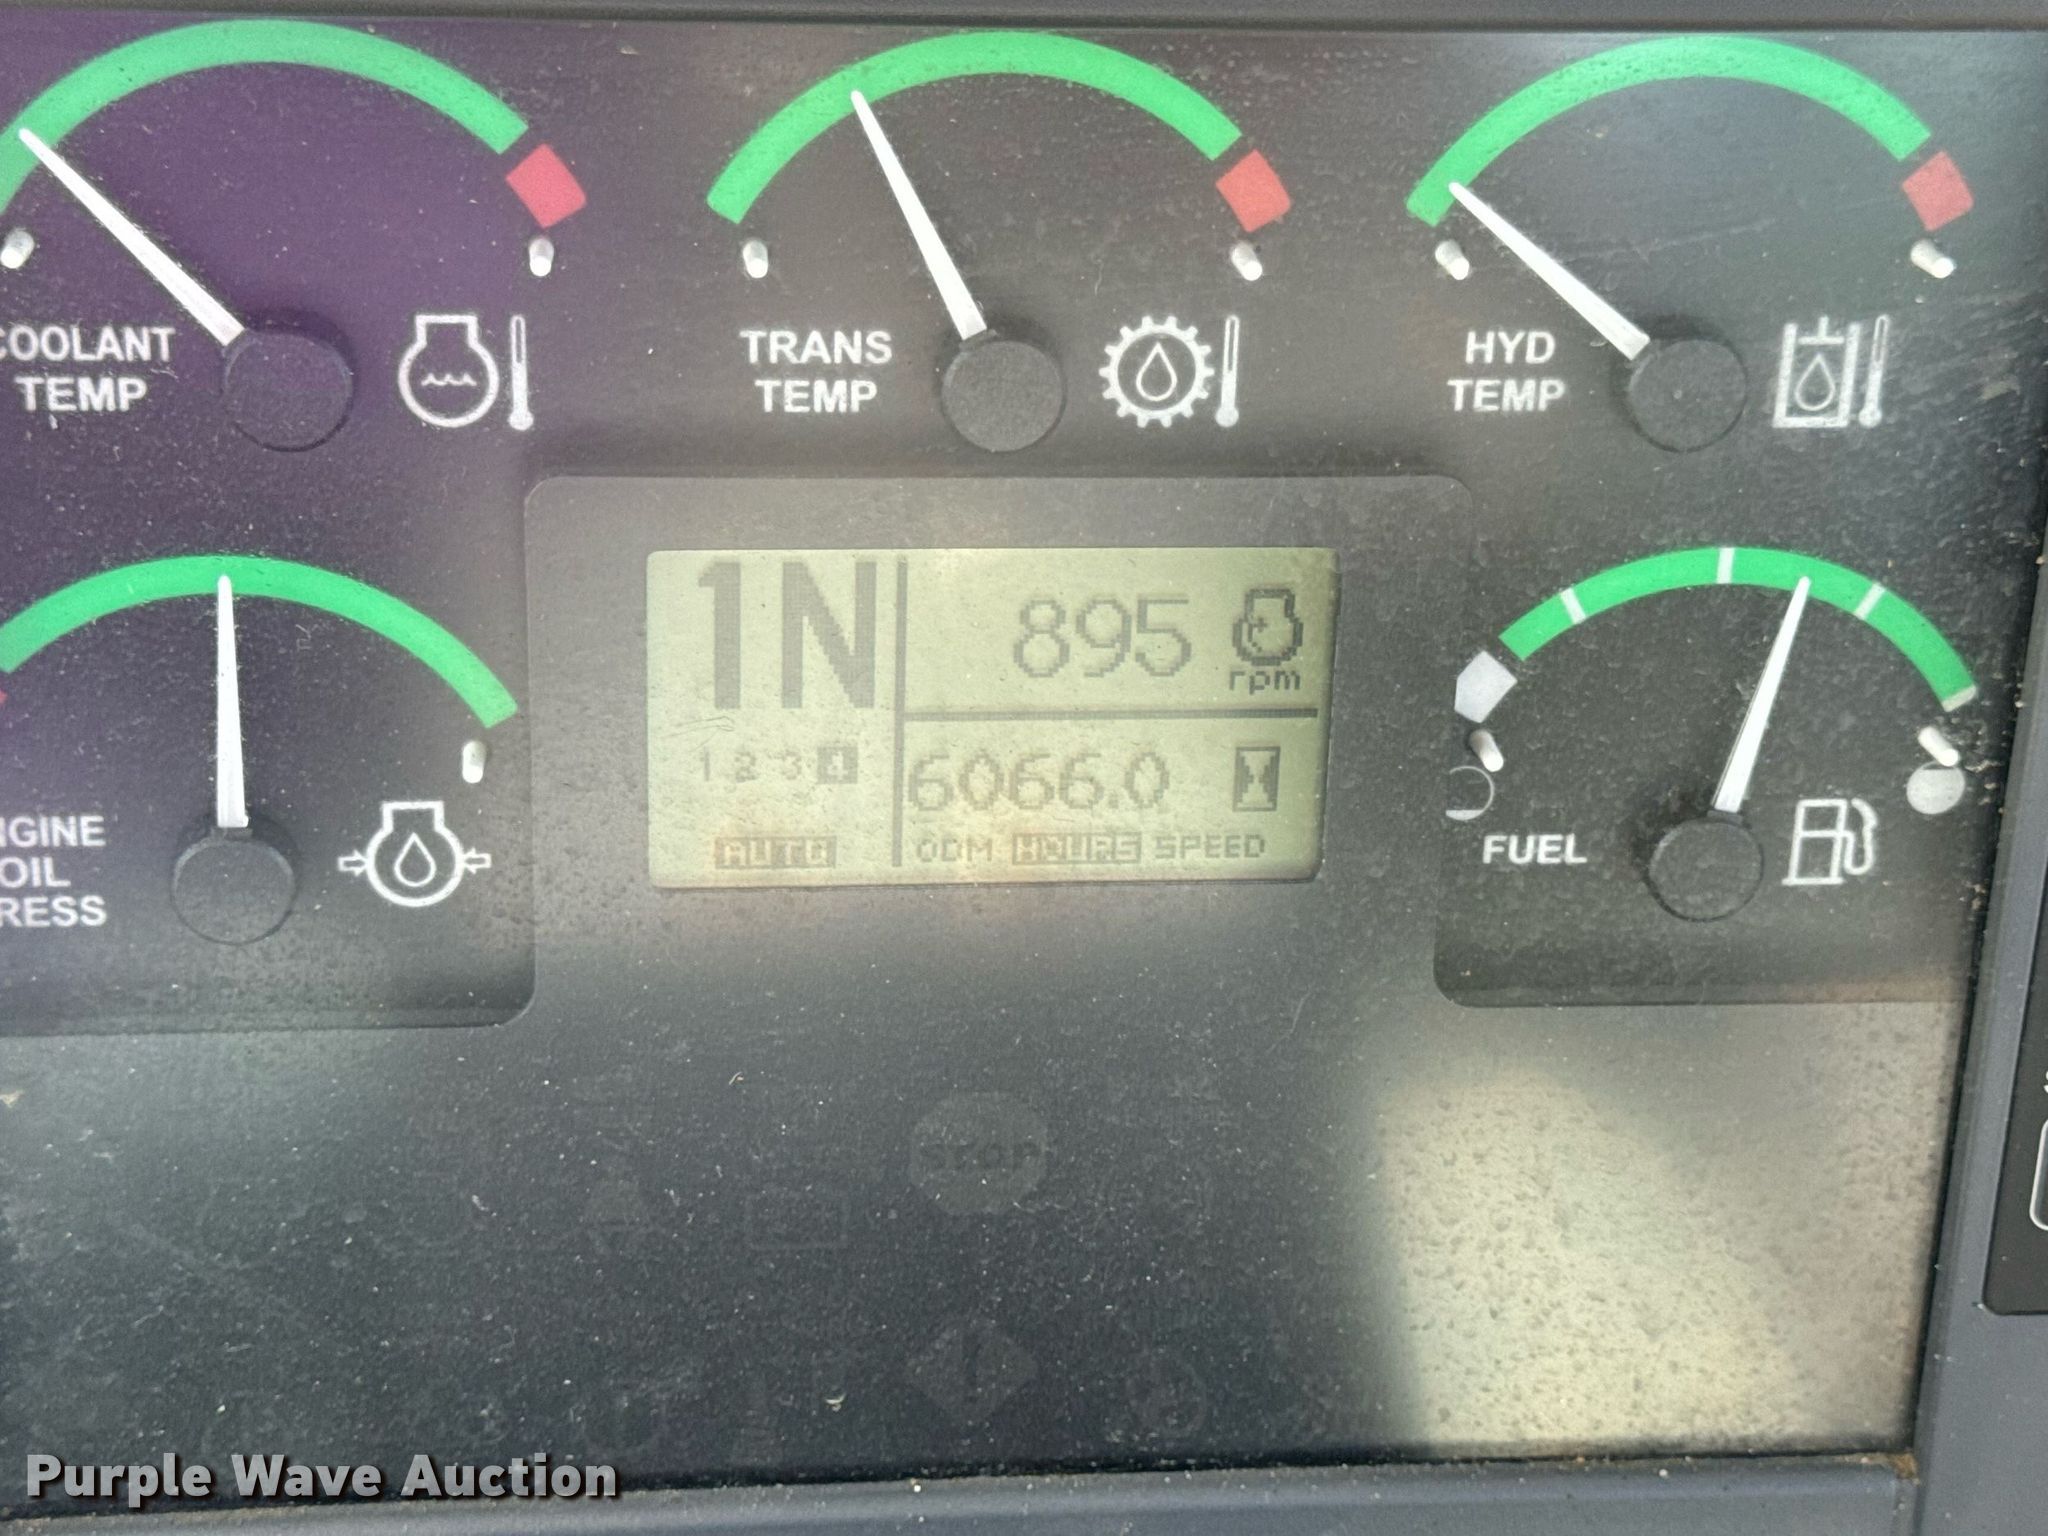 COOLANT
TEMP
TRANS
TEMP
HYD
TEMP
1N
895
rpm
1 2 3 4
6066.0
AUTO
ODM HOURS SPEED
NGINE
OIL
RESS
FUEL
STOP
Purple Wave Auction